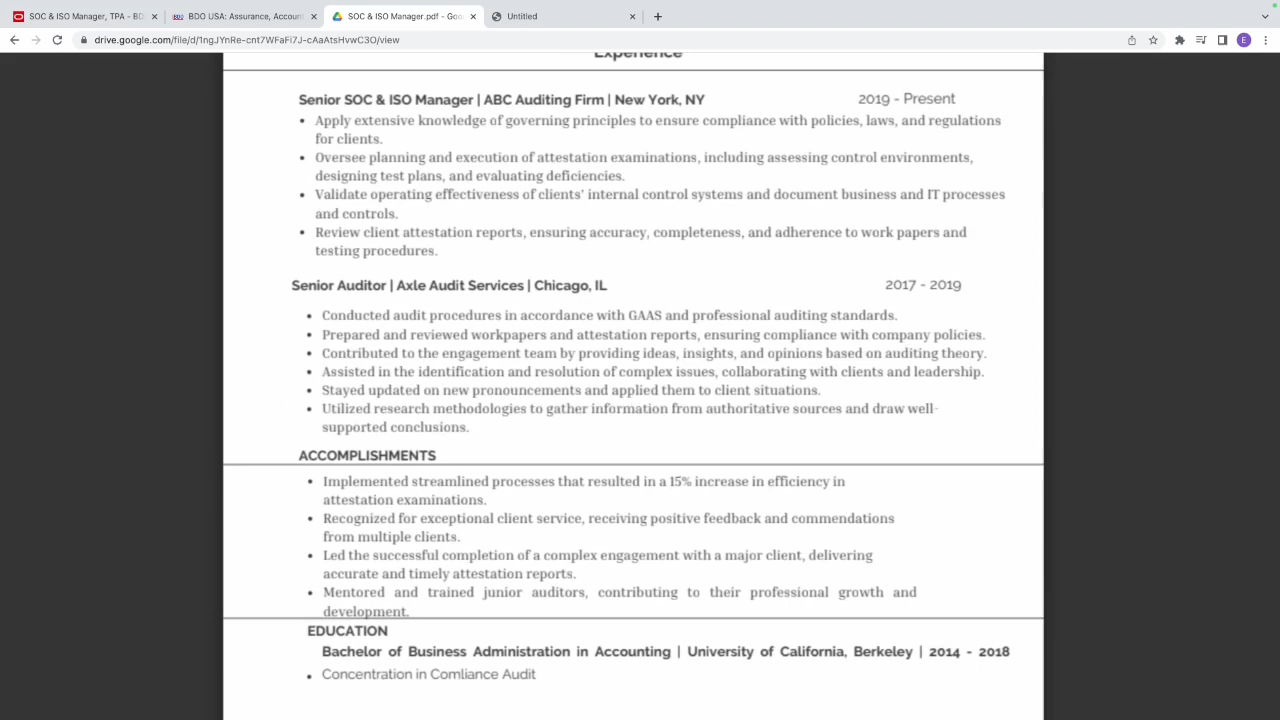 SOC & ISO Manager, TPA - BD
BDO USA: Assurance, Accoun
SOC & ISO Manager.pdf - Goo
Untitled
drive.google.com/file/d/1ngJYnRe-cnt7WFaFi7J-cAaAtsHvwC3O/view
E
Experience
Senior SOC & ISO Manager | ABC Auditing Firm | New York, NY 2019 - Present
• Apply extensive knowledge of governing principles to ensure compliance with policies, laws, and regulations
for clients.
• Oversee planning and execution of attestation examinations, including assessing control environments,
designing test plans, and evaluating deficiencies.
• Validate operating effectiveness of clients' internal control systems and document business and IT processes
and controls.
• Review client attestation reports, ensuring accuracy, completeness, and adherence to work papers and
testing procedures.
Senior Auditor | Axle Audit Services | Chicago, IL 2017 - 2019
• Conducted audit procedures in accordance with GAAS and professional auditing standards.
• Prepared and reviewed workpapers and attestation reports, ensuring compliance with company policies.
• Contributed to the engagement team by providing ideas, insights, and opinions based on auditing theory.
• Assisted in the identification and resolution of complex issues, collaborating with clients and leadership.
• Stayed updated on new pronouncements and applied them to client situations.
• Utilized research methodologies to gather information from authoritative sources and draw well-
supported conclusions.
ACCOMPLISHMENTS
• Implemented streamlined processes that resulted in a 15% increase in efficiency in
attestation examinations.
• Recognized for exceptional client service, receiving positive feedback and commendations
from multiple clients.
• Led the successful completion of a complex engagement with a major client, delivering
accurate and timely attestation reports.
• Mentored and trained junior auditors, contributing to their professional growth and
development.
EDUCATION
Bachelor of Business Administration in Accounting | University of California, Berkeley | 2014 - 2018
• Concentration in Comliance Audit